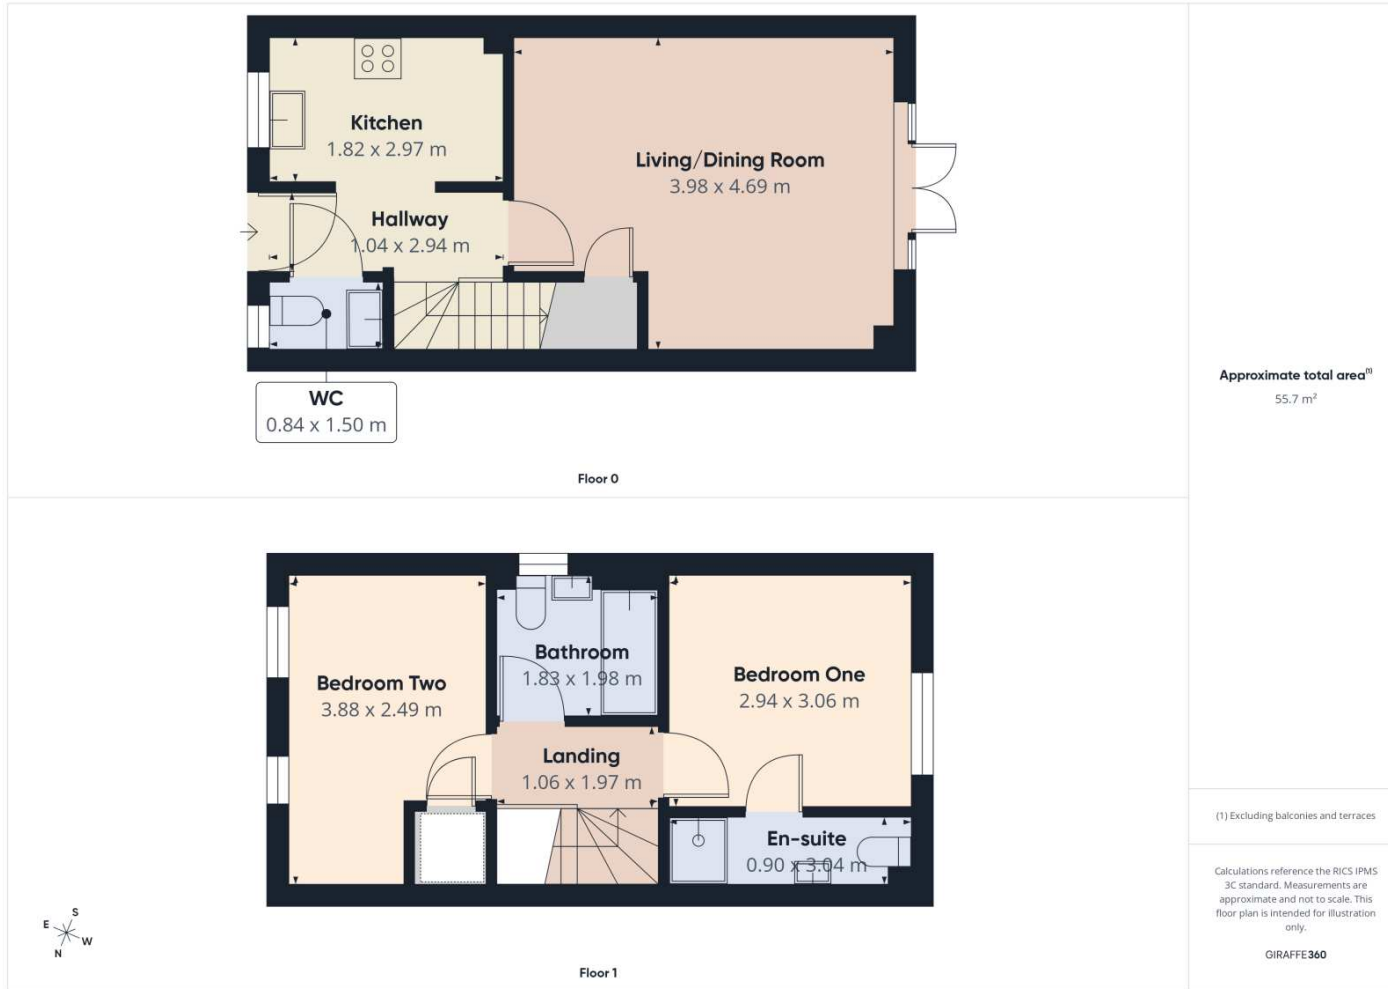 Kitchen
1.82 x 2.97 m
Living/Dining Room
3.98 x 4.69 m
Hallway
1.04 x 2.94 m
WC
0.84 x 1.50 m
Floor 0
Bedroom Two
3.88 x 2.49 m
Bathroom
1.83 x 1.98 m
Bedroom One
2.94 x 3.06 m
Landing
1.06 x 1.97 m
En-suite
0.90 x 3.04 m
S
E
W
N
Floor 1
Approximate total area(1)
55.7 m²
(1) Excluding balconies and terraces
Calculations reference the RICS IPMS
3C standard. Measurements are
approximate and not to scale. This
floor plan is intended for illustration
only.
GIRAFFE360